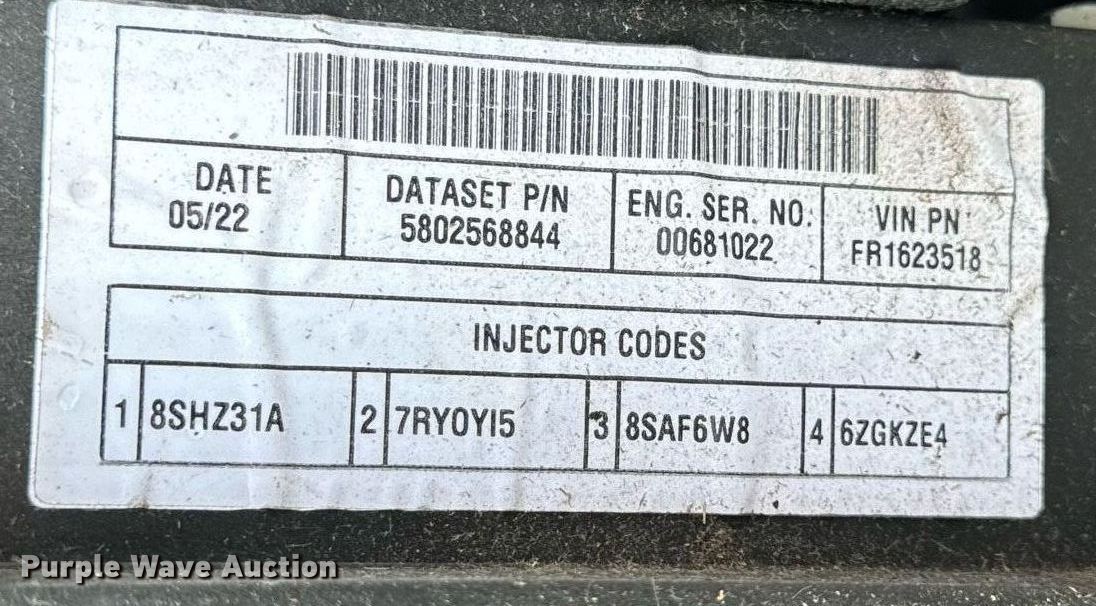 DATE
05/22
DATASET P/N
5802568844
ENG. SER. NO.
00681022
VIN PN
FR1623518
INJECTOR CODES
1 8SHZ31A 2 7RY0YI5 3 8SAF6W8 4 6ZGKZE4
Purple Wave Auction